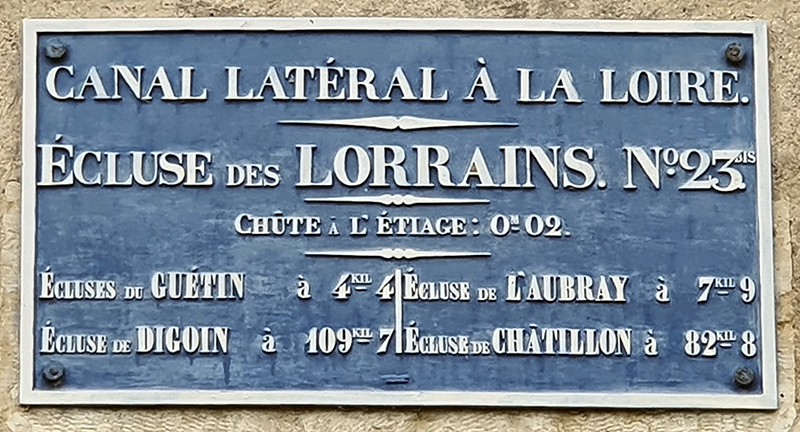 CANAL LATÉRAL À LA LOIRE.
ÉCLUSE DES LORRAINS. Nº 23.BIS
CHÛTE À L'ÉTIAGE: 0M 02.
ÉCLUSES DU GUÉTIN à 4KIL 4 ÉCLUSE DE L'AUBRAY à 7KIL 9
ÉCLUSE DE DIGOIN à 109KIL 7 ÉCLUSE DE CHÂTILLON à 82KIL 8